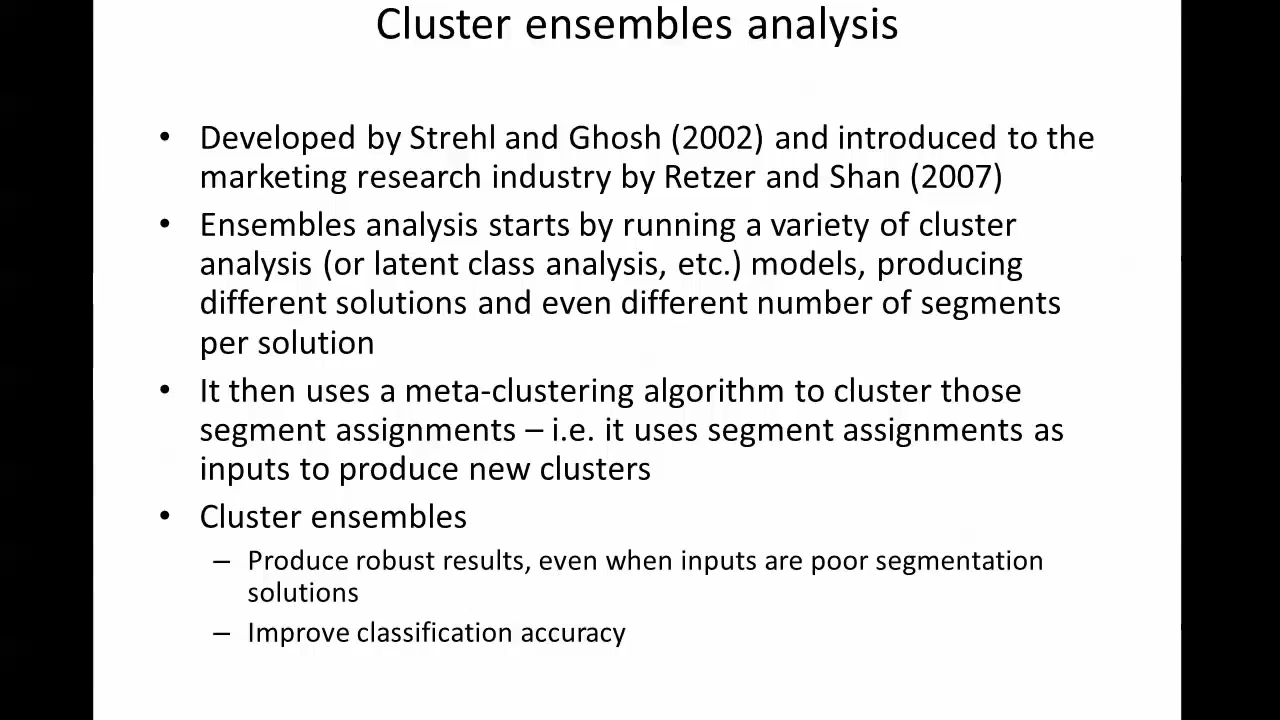 Cluster ensembles analysis
• Developed by Strehl and Ghosh (2002) and introduced to the
marketing research industry by Retzer and Shan (2007)
• Ensembles analysis starts by running a variety of cluster
analysis (or latent class analysis, etc.) models, producing
different solutions and even different number of segments
per solution
• It then uses a meta-clustering algorithm to cluster those
segment assignments – i.e. it uses segment assignments as
inputs to produce new clusters
• Cluster ensembles
– Produce robust results, even when inputs are poor segmentation
solutions
– Improve classification accuracy